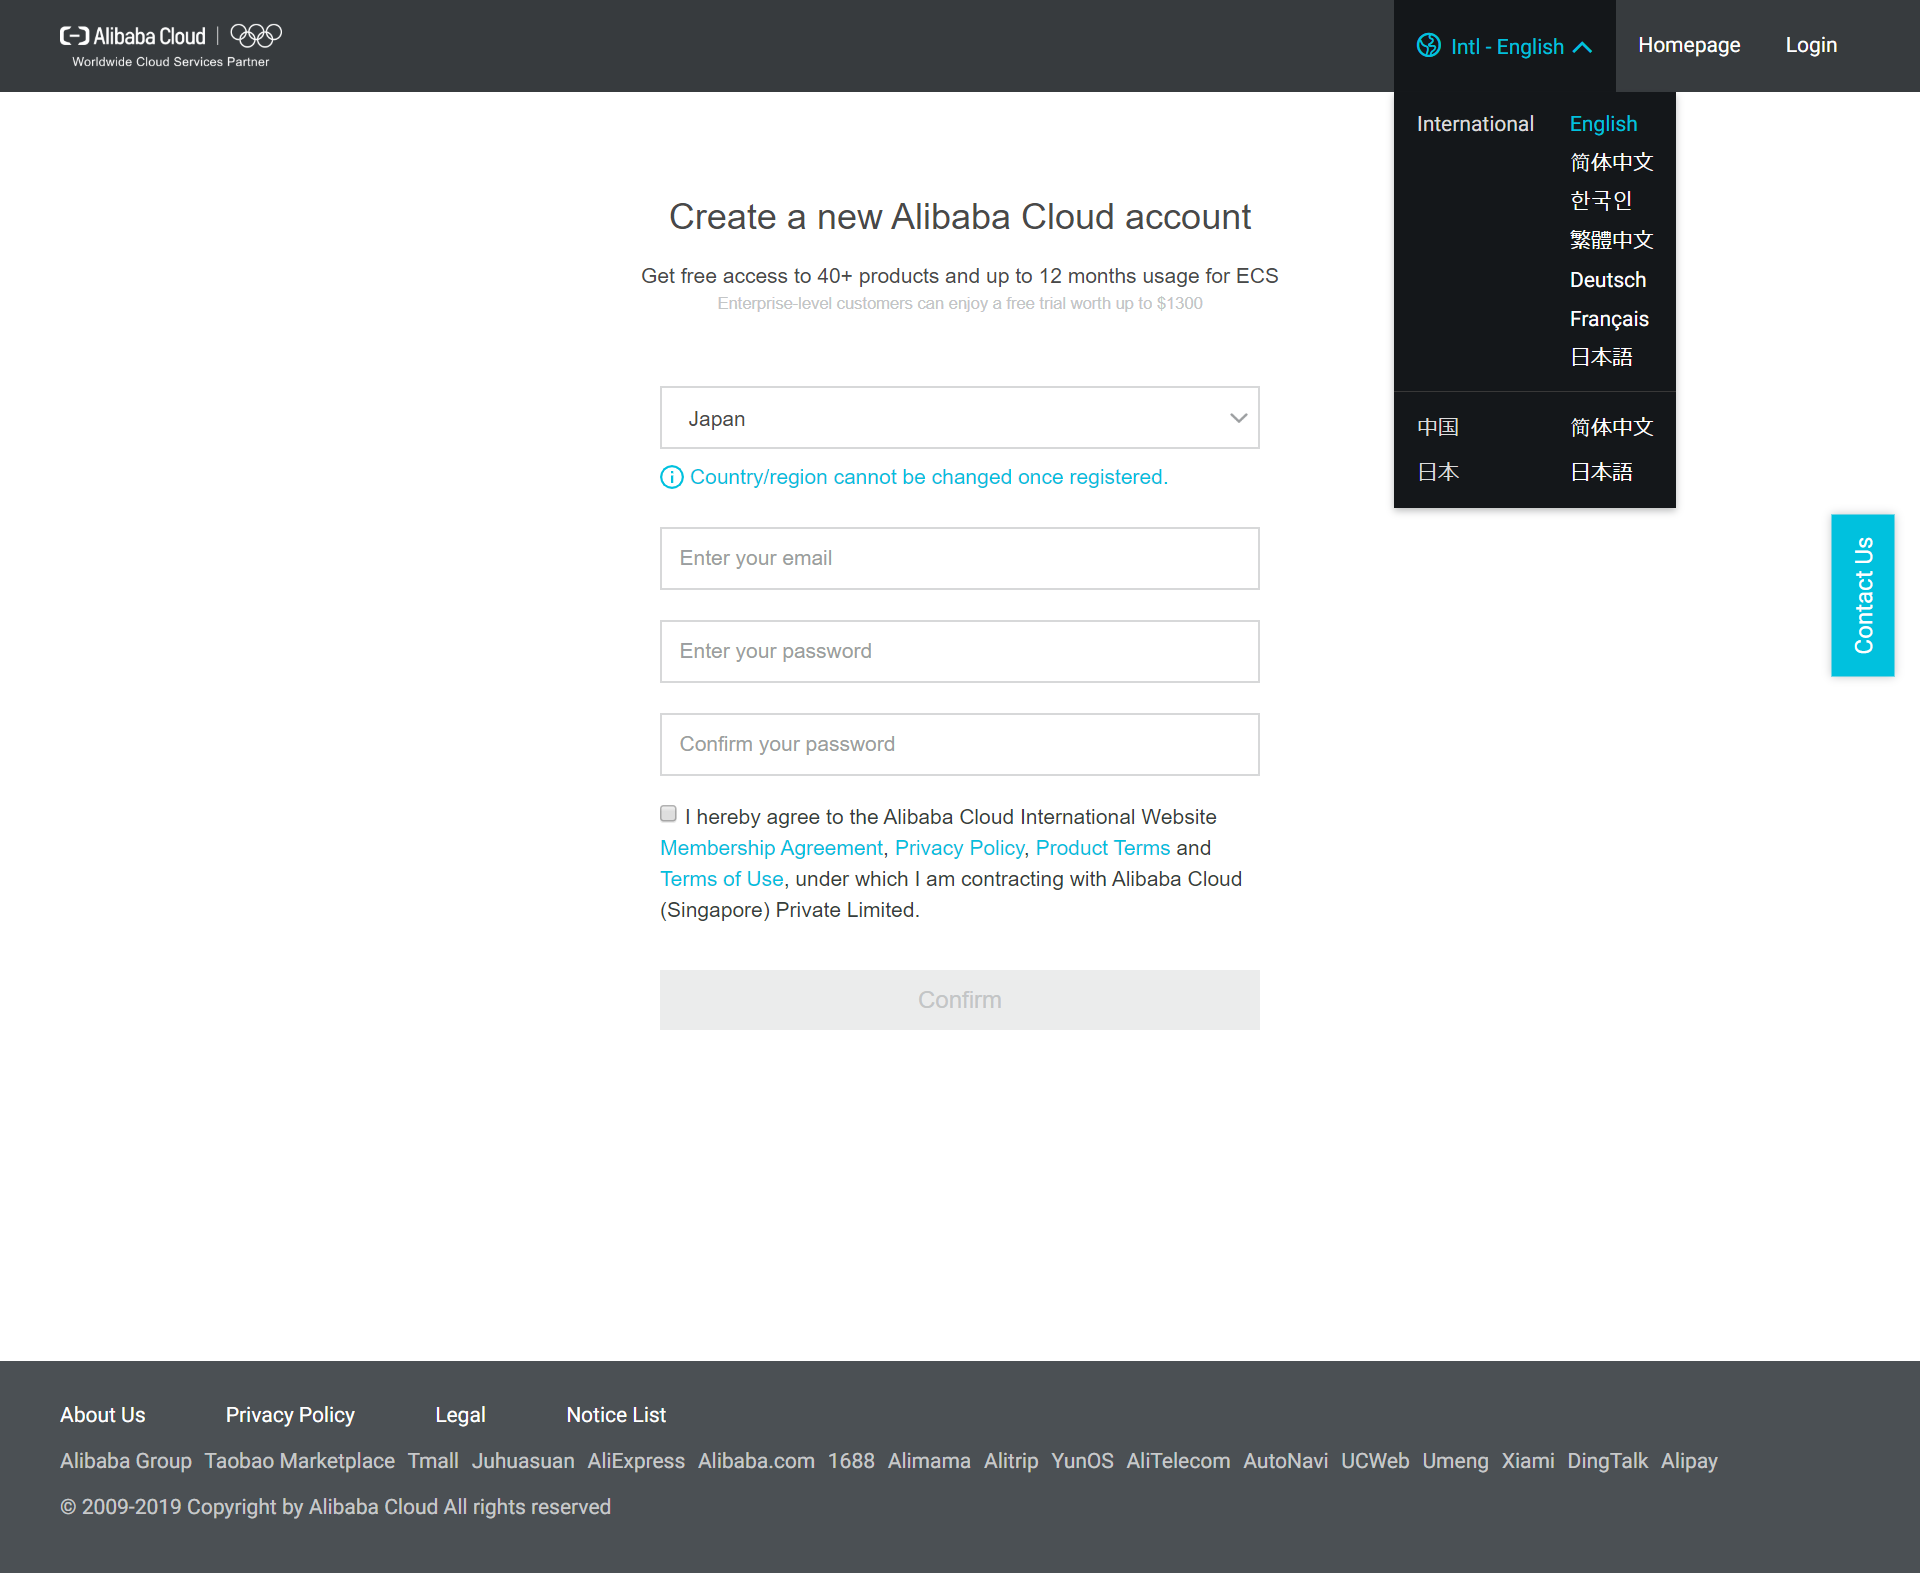 Alibaba Cloud
Worldwide Cloud Services Partner
Intl - English
Homepage
Login
International
English
简体中文
한국인
繁體中文
Deutsch
Français
日本語
中国
简体中文
日本
日本語
Create a new Alibaba Cloud account
Get free access to 40+ products and up to 12 months usage for ECS
Enterprise-level customers can enjoy a free trial worth up to $1300
Japan
Country/region cannot be changed once registered.
Enter your email
Enter your password
Confirm your password
I hereby agree to the Alibaba Cloud International Website
Membership Agreement, Privacy Policy, Product Terms and
Terms of Use, under which I am contracting with Alibaba Cloud
(Singapore) Private Limited.
Confirm
Contact Us
About Us Privacy Policy Legal Notice List
Alibaba Group Taobao Marketplace Tmall Juhuasuan AliExpress Alibaba.com 1688 Alimama Alitrip YunOS AliTelecom AutoNavi UCWeb Umeng Xiami DingTalk Alipay
© 2009-2019 Copyright by Alibaba Cloud All rights reserved